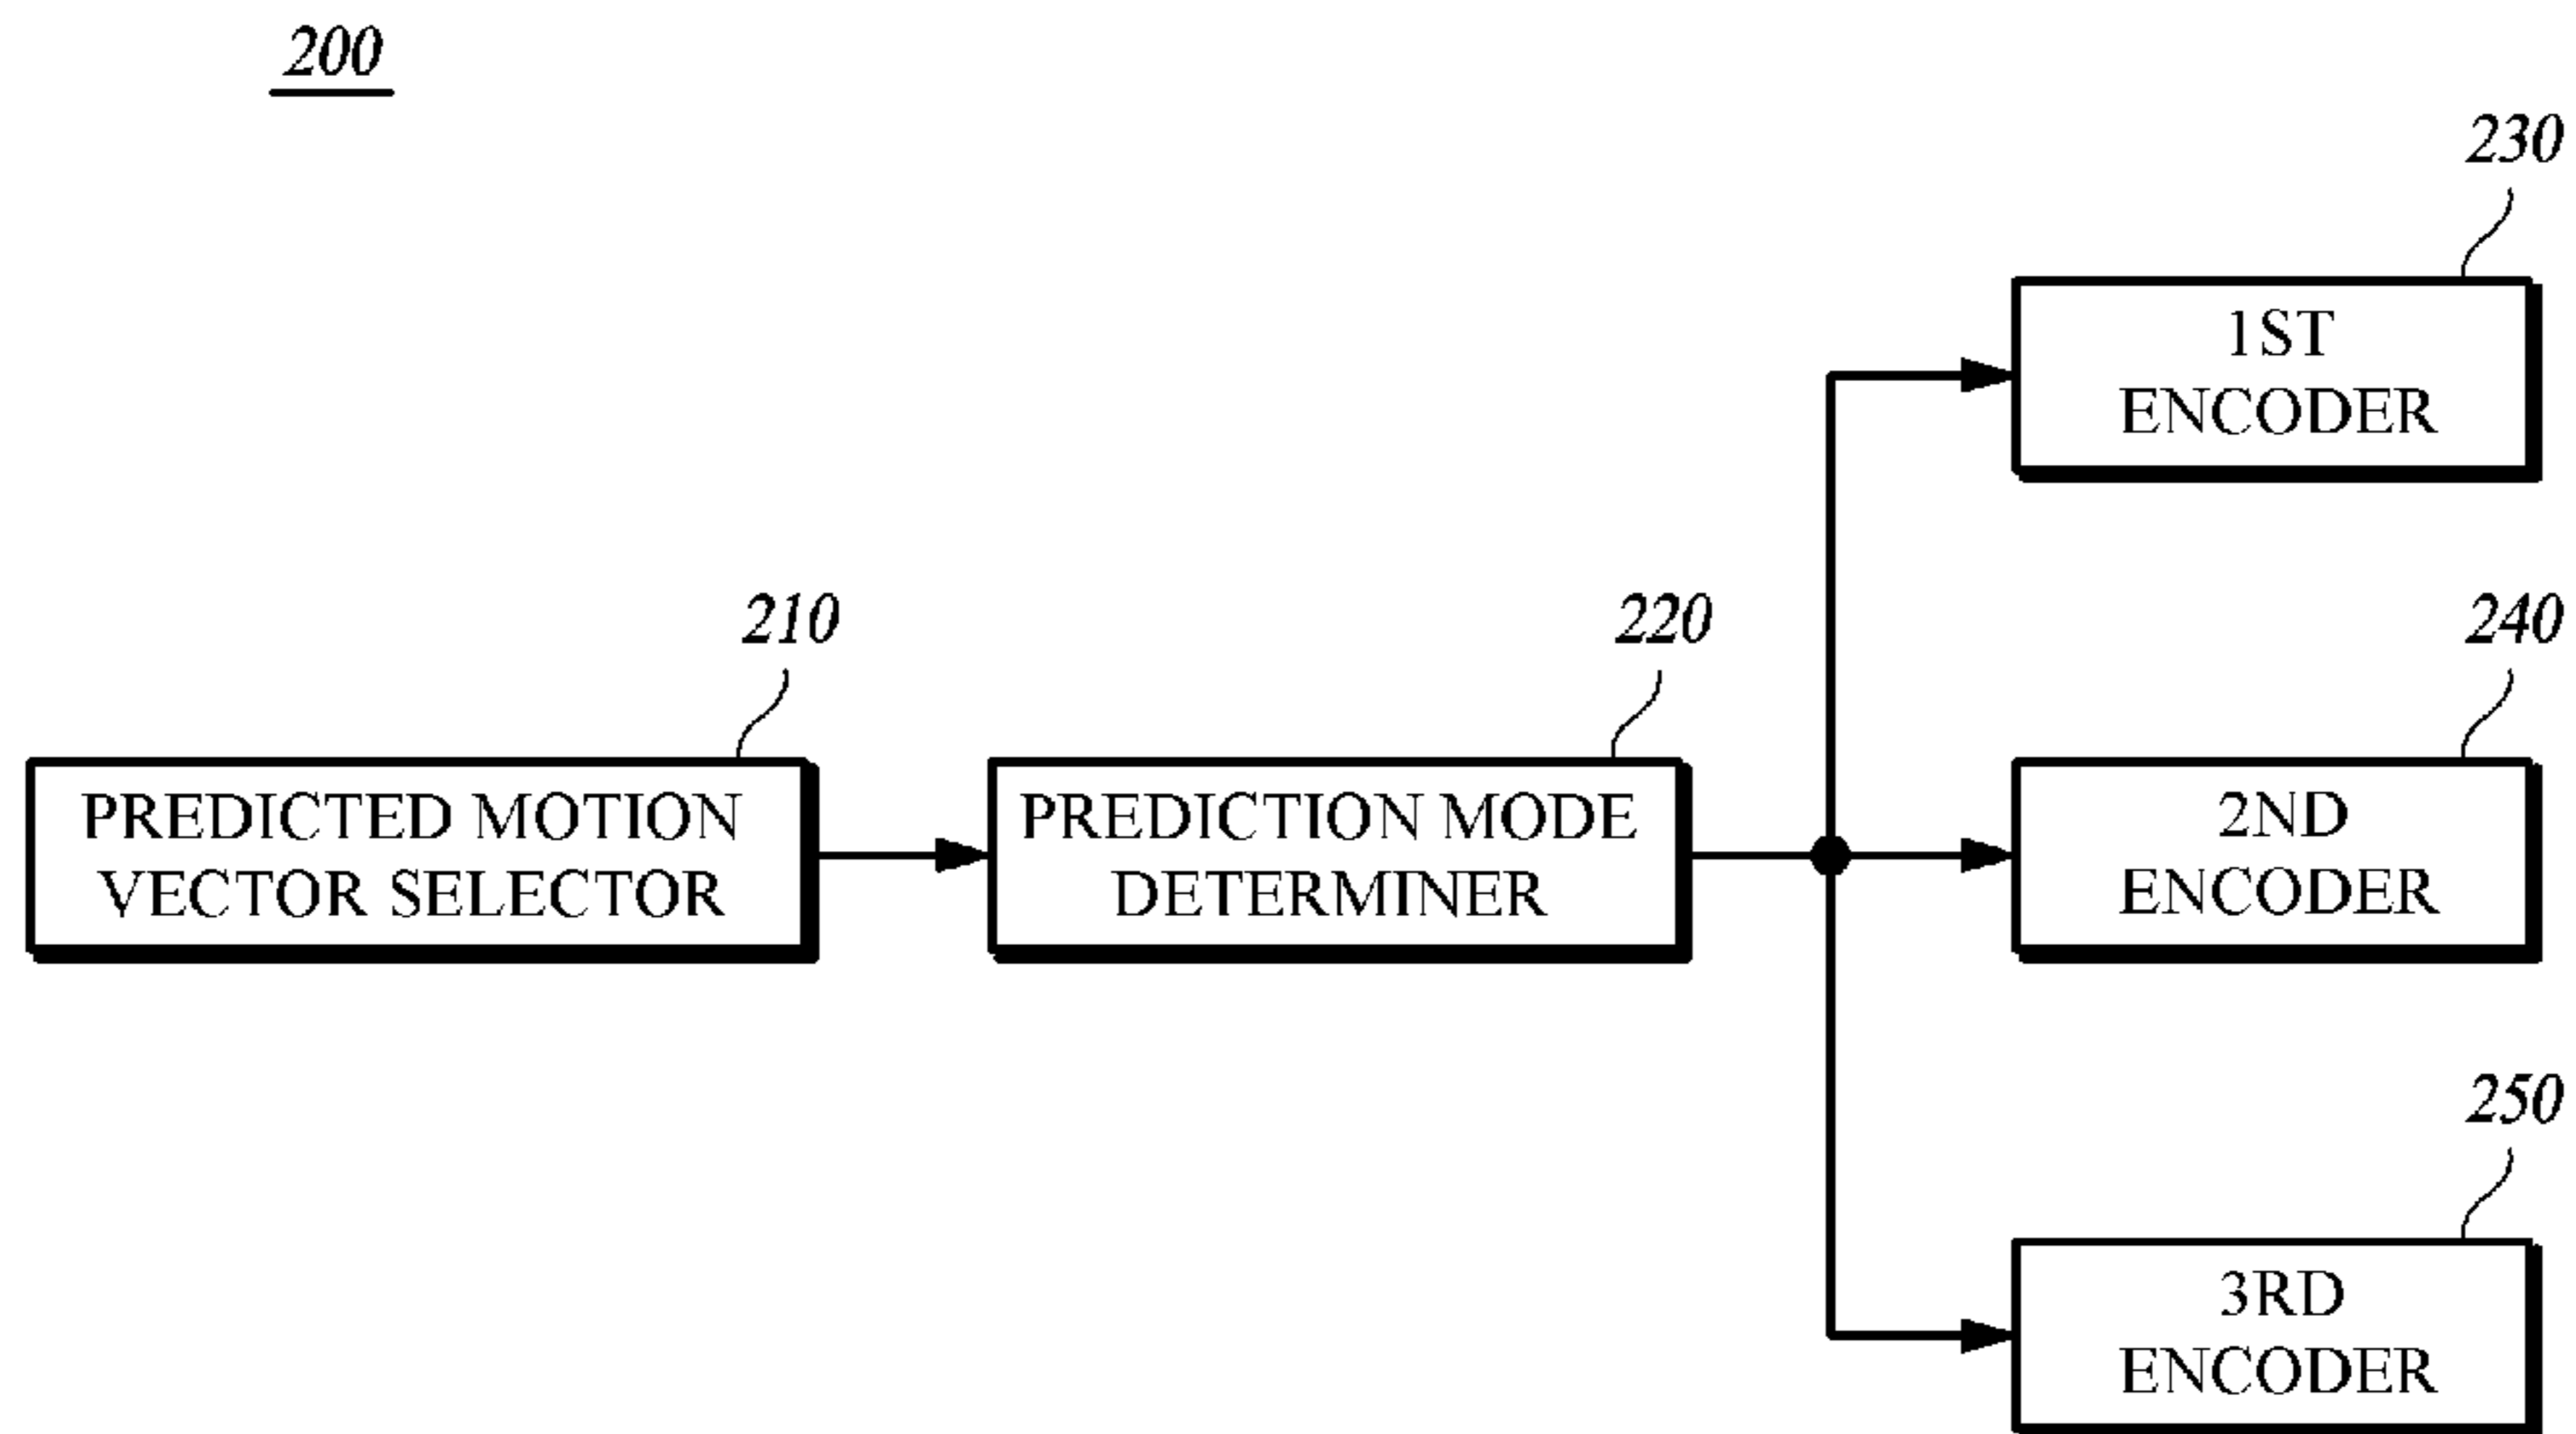 200
230
1ST
ENCODER
210
220
240
PREDICTED MOTION
VECTOR SELECTOR
PREDICTION MODE
DETERMINER
2ND
ENCODER
250
3RD
ENCODER